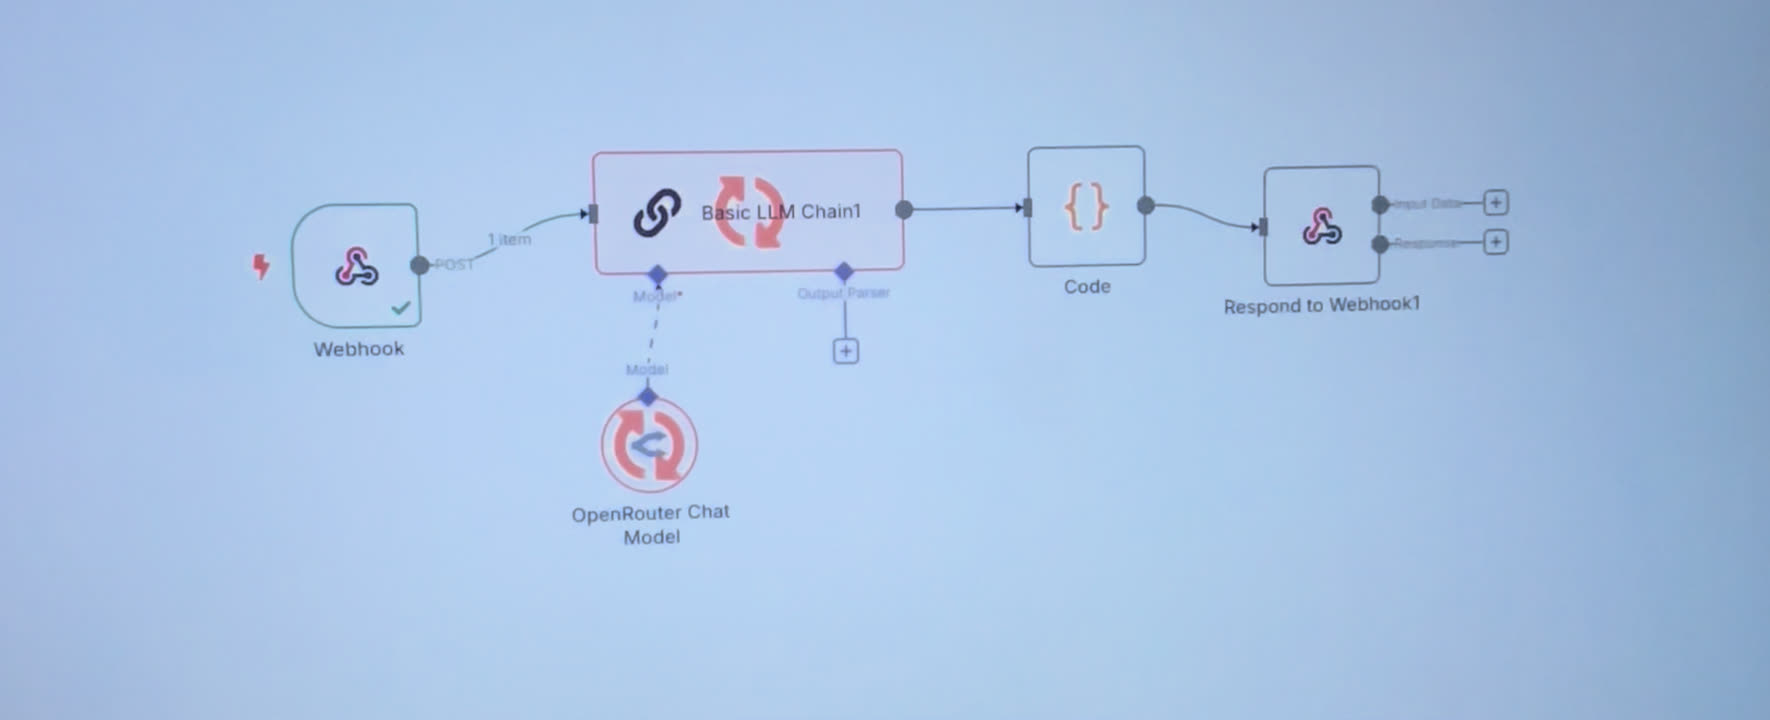 1 item
POST
Webhook
Basic LLM Chain1
Model*
Output Parser
Model
OpenRouter Chat
Model
Code
Input Data
Response
Respond to Webhook1